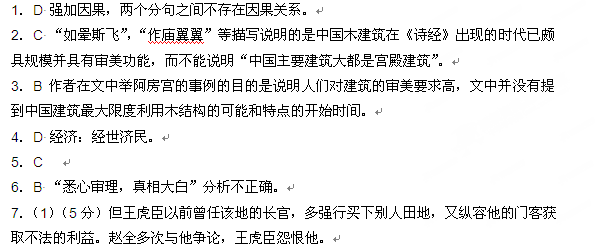 1. D 强加因果，两个分句之间不存在因果关系。
2. C “如晕斯飞”，“作庙翼翼”等描写说明的是中国木建筑在《诗经》出现的时代已颇
具规模并具有审美功能，而不能说明“中国主要建筑大都是宫殿建筑”。
3. B 作者在文中举阿房宫的事例的目的是说明人们对建筑的审美要求高，文中并没有提
到中国建筑最大限度利用木结构的可能和特点的开始时间。
4. D 经济：经世济民。
5. C
6. B “悉心审理，真相大白”分析不正确。
7.（1）（5 分）但王虎臣以前曾任该地的长官，多强行买下别人田地，又纵容他的门客获
取不法的利益。赵全多次与他争论，王虎臣怨恨他。